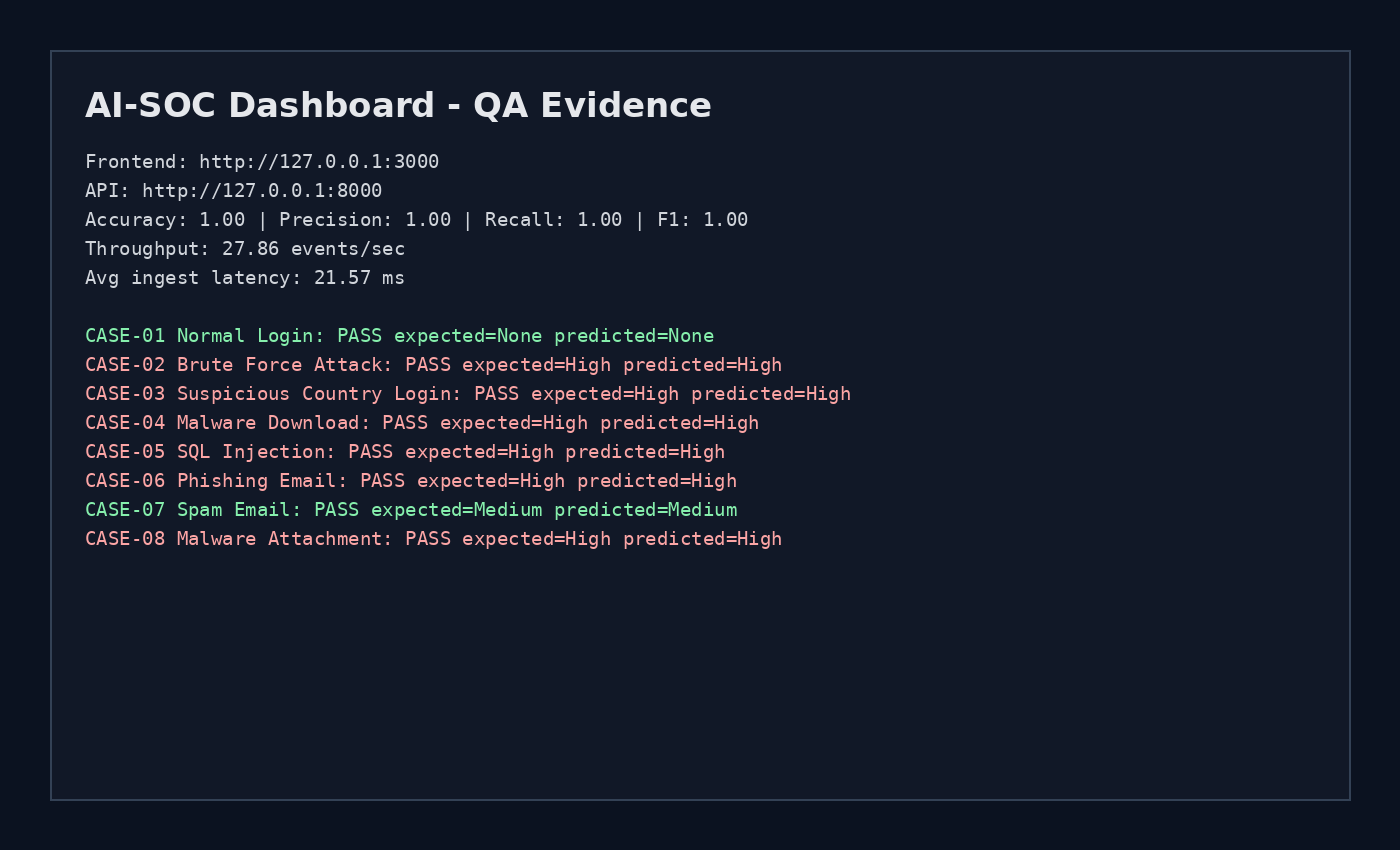 AI-SOC Dashboard - QA Evidence
Frontend: http://127.0.0.1:3000
API: http://127.0.0.1:8000
Accuracy: 1.00 | Precision: 1.00 | Recall: 1.00 | F1: 1.00
Throughput: 27.86 events/sec
Avg ingest latency: 21.57 ms
CASE-01 Normal Login: PASS expected=None predicted=None
CASE-02 Brute Force Attack: PASS expected=High predicted=High
CASE-03 Suspicious Country Login: PASS expected=High predicted=High
CASE-04 Malware Download: PASS expected=High predicted=High
CASE-05 SQL Injection: PASS expected=High predicted=High
CASE-06 Phishing Email: PASS expected=High predicted=High
CASE-07 Spam Email: PASS expected=Medium predicted=Medium
CASE-08 Malware Attachment: PASS expected=High predicted=High